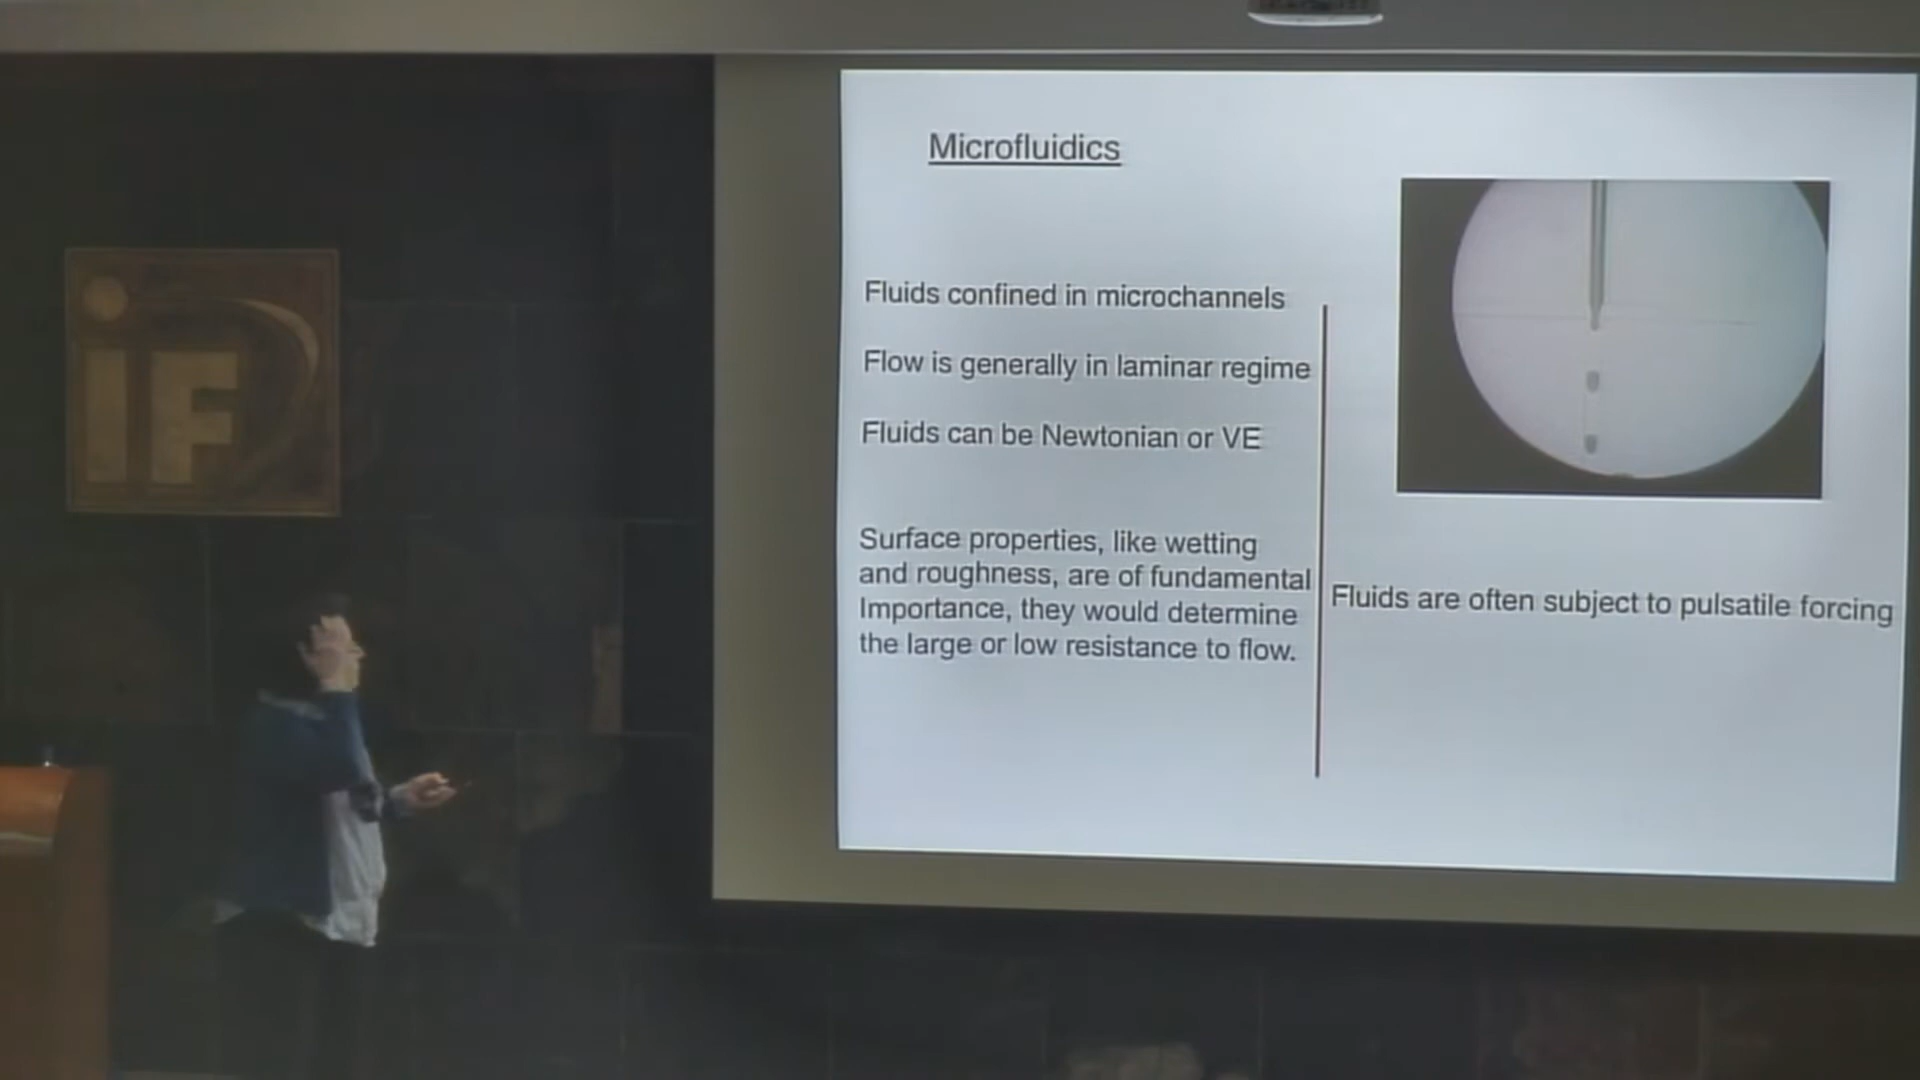 iF
Microfluidics
Fluids confined in microchannels
Flow is generally in laminar regime
Fluids can be Newtonian or VE
Surface properties, like wetting
and roughness, are of fundamental
Importance, they would determine
the large or low resistance to flow.
Fluids are often subject to pulsatile forcing